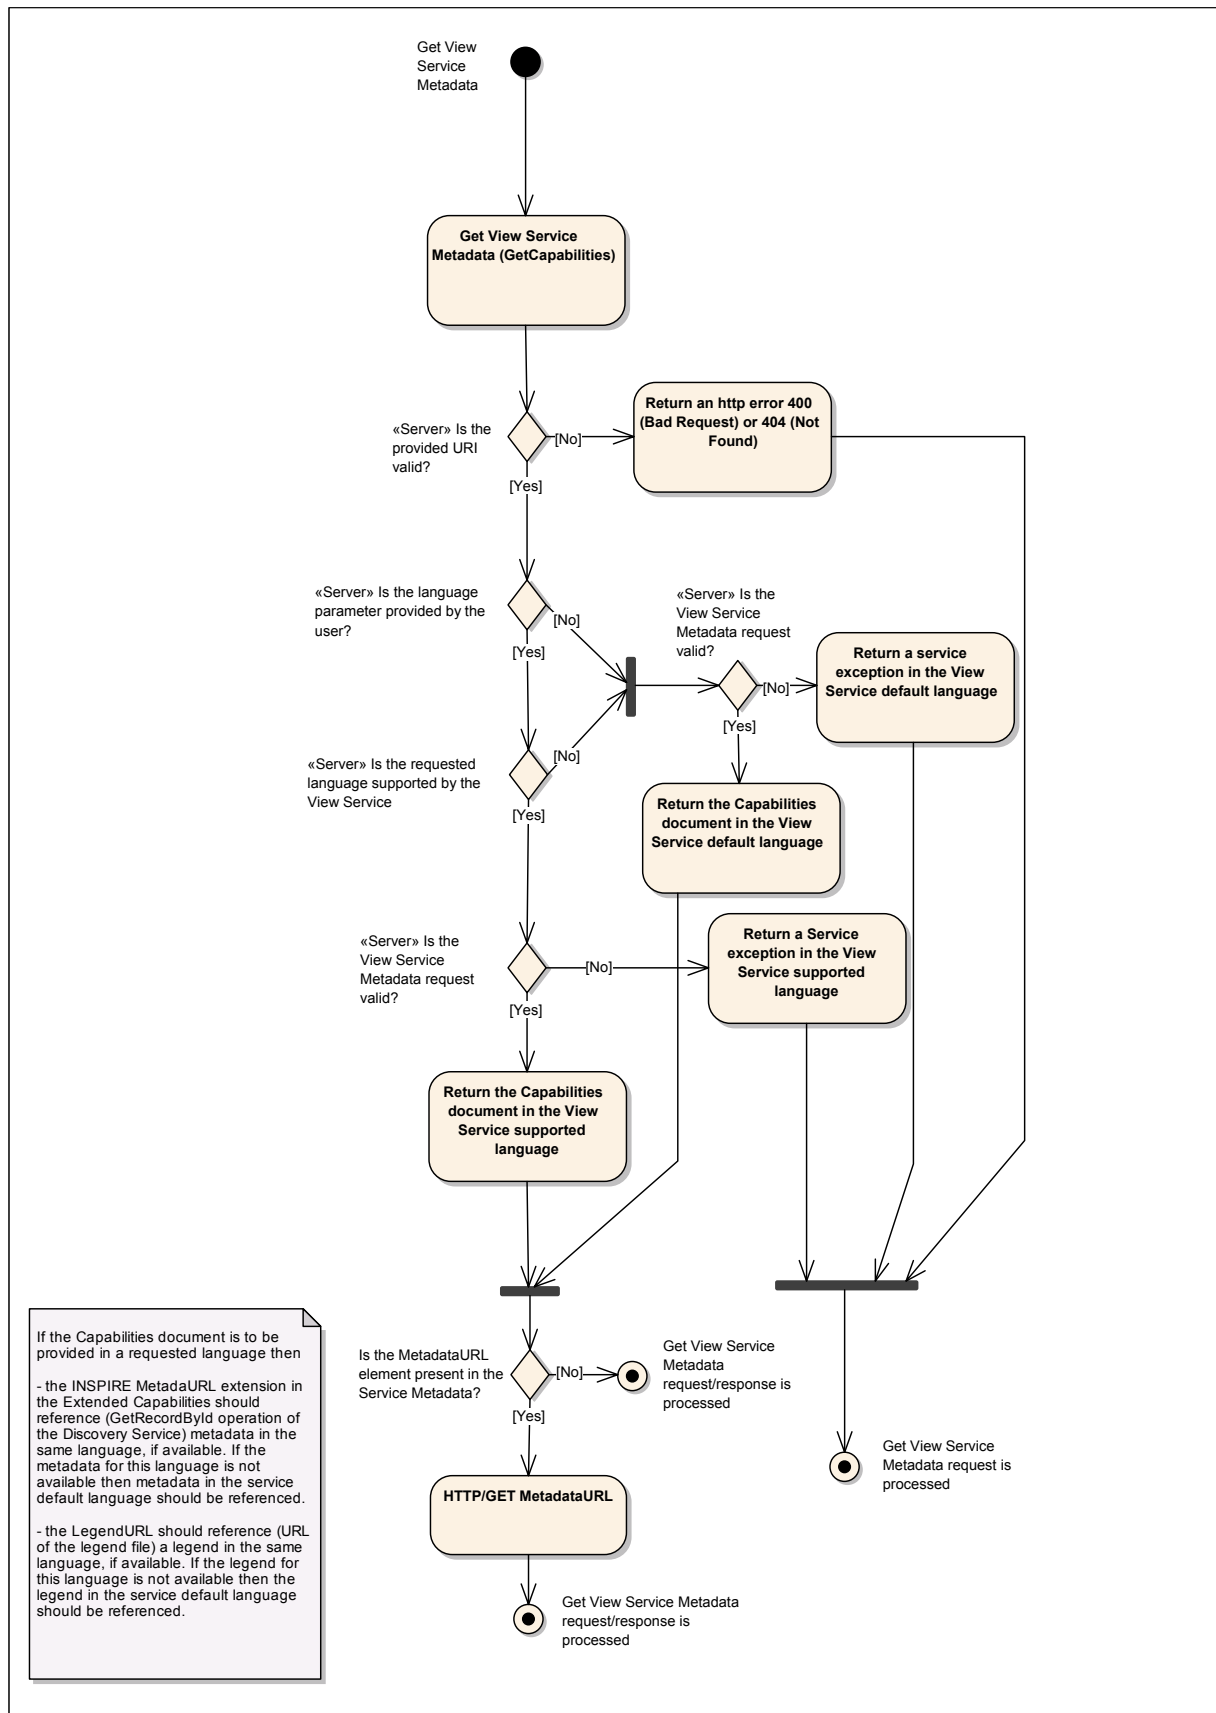 Get View
Service
Metadata
Get View Service
Metadata (GetCapabilities)
Return an http error 400
(Bad Request) or 404 (Not
Found)
«Server» Is the
provided URI
valid?
[No]
[Yes]
«Server» Is the language
parameter provided by the
user?
[No]
[Yes]
«Server» Is the
View Service
Metadata request
valid?
[No]
[Yes]
Return a service
exception in the View
Service default language
«Server» Is the requested
language supported by the
View Service
[No]
[Yes]
Return the Capabilities
document in the View
Service default language
«Server» Is the
View Service
Metadata request
valid?
[No]
[Yes]
Return a Service
exception in the View
Service supported
language
Return the Capabilities
document in the View
Service supported
language
If the Capabilities document is to be
provided in a requested language then
- the INSPIRE MetadaURL extension in
the Extended Capabilities should
reference (GetRecordById operation of
the Discovery Service) metadata in the
same language, if available. If the
metadata for this language is not
available then metadata in the service
default language should be referenced.
- the LegendURL should reference (URL
of the legend file) a legend in the same
language, if available. If the legend for
this language is not available then the
legend in the service default language
should be referenced.
Is the MetadataURL
element present in the
Service Metadata?
[No]
[Yes]
Get View Service
Metadata
request/response is
processed
Get View Service
Metadata request is
processed
HTTP/GET MetadataURL
Get View Service Metadata
request/response is
processed